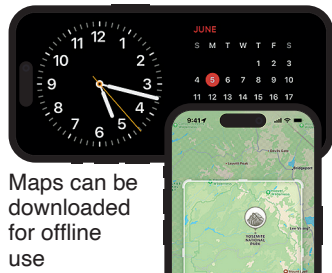 12
1
2
3
4
5
6
7
8
9
10
11
JUNE
S M T W T F S
1 2 3
4 5 6 7 8 9 10
11 12 13 14 15 16 17
9:41
Bridgeport
YOSEMITE
NATIONAL
PARK
Maps can be
downloaded
for offline
use